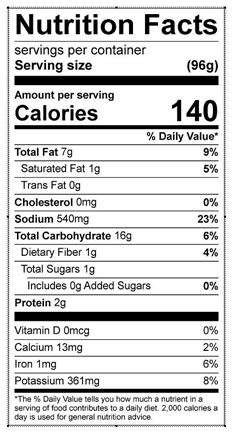 Nutrition Facts
servings per container
Serving size (96g)
Amount per serving
Calories 140
% Daily Value*
Total Fat 7g 9%
Saturated Fat 1g 5%
Trans Fat 0g
Cholesterol 0mg 0%
Sodium 540mg 23%
Total Carbohydrate 16g 6%
Dietary Fiber 1g 4%
Total Sugars 1g
Includes 0g Added Sugars 0%
Protein 2g
Vitamin D 0mcg 0%
Calcium 13mg 2%
Iron 1mg 6%
Potassium 361mg 8%
*The % Daily Value tells you how much a nutrient in a
serving of food contributes to a daily diet. 2,000 calories a
day is used for general nutrition advice.